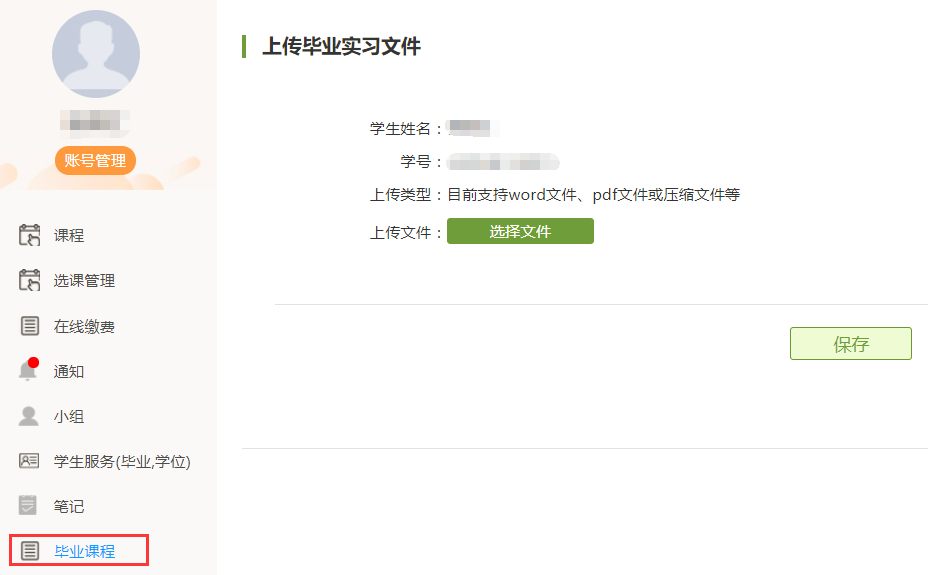 账号管理
课程
选课管理
在线缴费
通知
小组
学生服务(毕业,学位)
笔记
毕业课程
上传毕业实习文件
学生姓名：
学号：
上传类型：目前支持word文件、pdf文件或压缩文件等
上传文件：
选择文件
保存